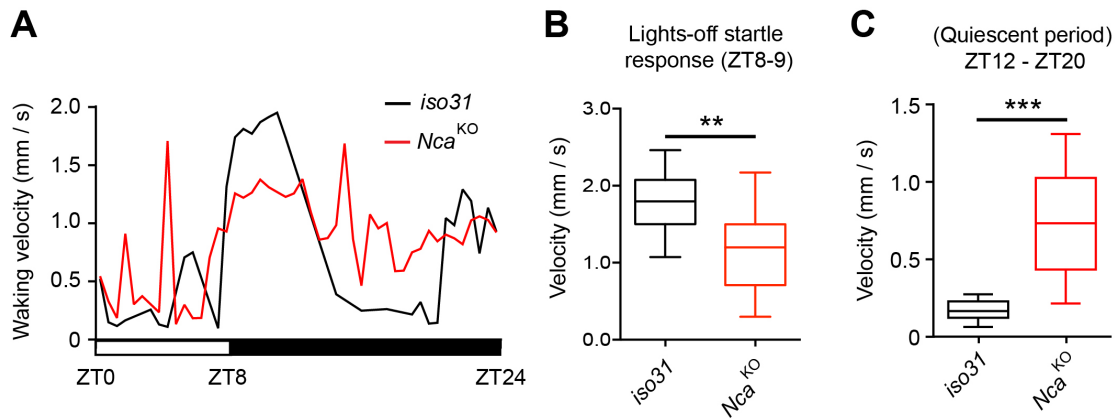 A
Waking velocity (mm / s)
2.0
1.5
1.0
0.5
0
iso31
Nca^KO
ZT0
ZT8
ZT24
B
Lights-off startle
response (ZT8-9)
Velocity (mm / s)
3.0
2.0
1.0
0.0
**
iso31
Nca^KO
C
(Quiescent period)
ZT12 - ZT20
Velocity (mm / s)
1.5
1.0
0.5
0
***
iso31
Nca^KO